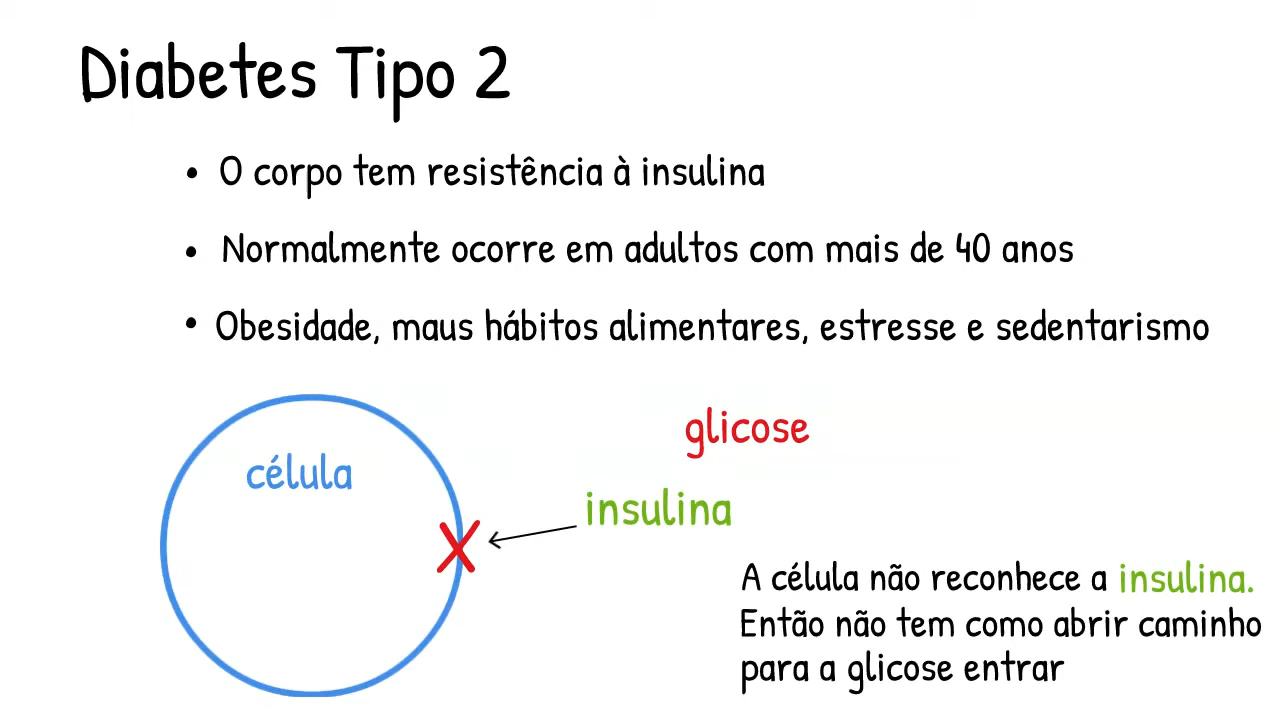 Diabetes Tipo 2
• O corpo tem resistência à insulina
• Normalmente ocorre em adultos com mais de 40 anos
• Obesidade, maus hábitos alimentares, estresse e sedentarismo
glicose
célula
insulina
A célula não reconhece a insulina.
Então não tem como abrir caminho
para a glicose entrar